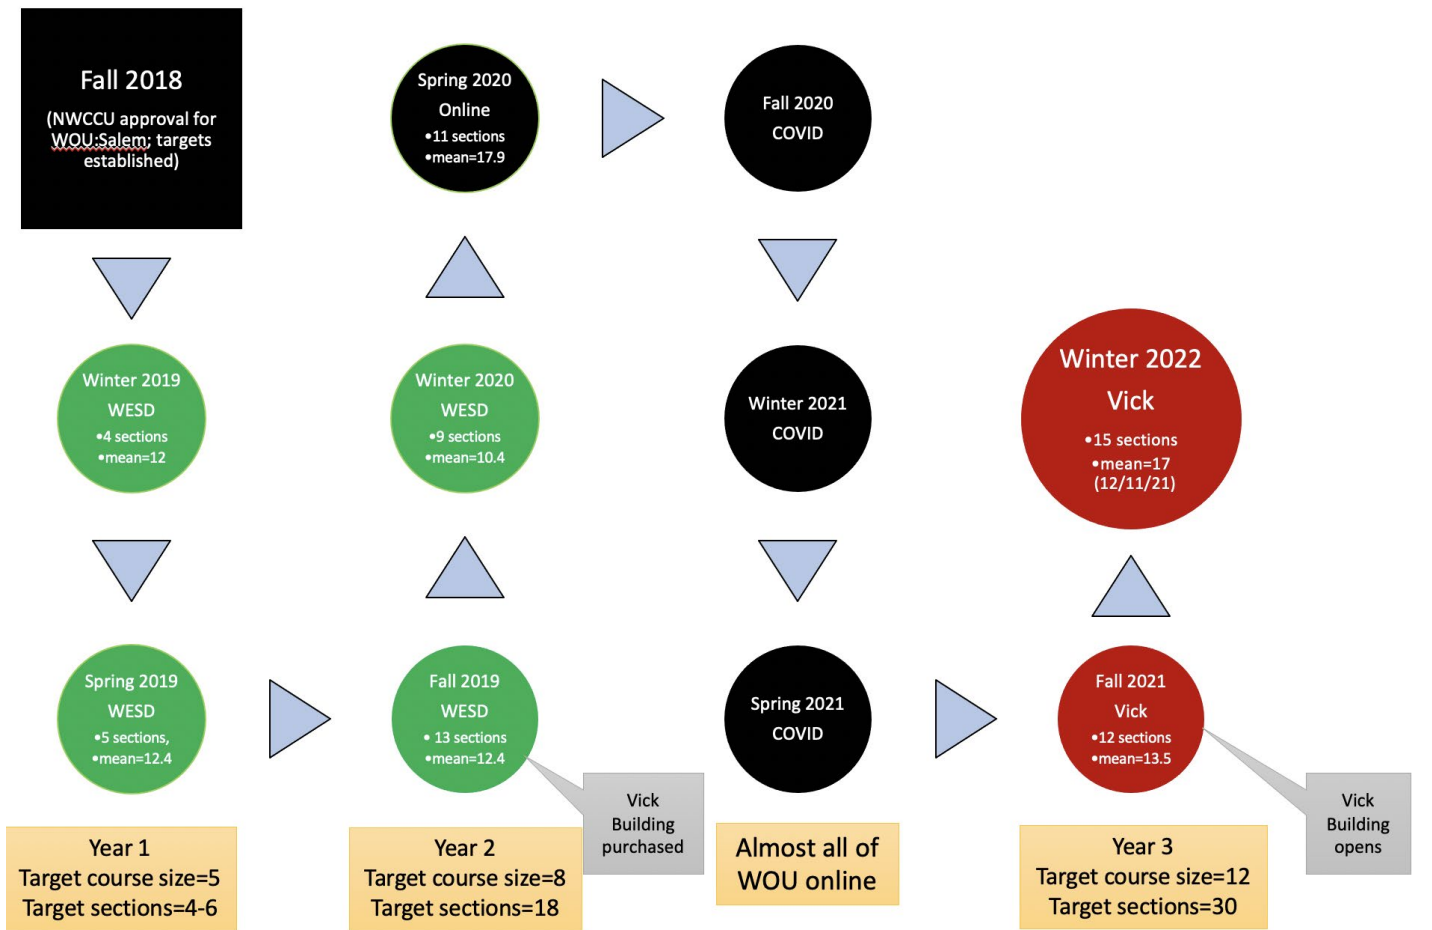 Fall 2018
(NWCCU approval for
WOU:Salem; targets
established)
Winter 2019
WESD
•4 sections
•mean=12
Spring 2019
WESD
•5 sections,
•mean=12.4
Year 1
Target course size=5
Target sections=4-6
Fall 2019
WESD
• 13 sections
•mean=12.4
Vick
Building
purchased
Year 2
Target course size=8
Target sections=18
Winter 2020
WESD
•9 sections
•mean=10.4
Spring 2020
Online
•11 sections
•mean=17.9
Fall 2020
COVID
Winter 2021
COVID
Spring 2021
COVID
Almost all of
WOU online
Fall 2021
Vick
•12 sections
•mean=13.5
Vick
Building
opens
Year 3
Target course size=12
Target sections=30
Winter 2022
Vick
•15 sections
•mean=17
(12/11/21)